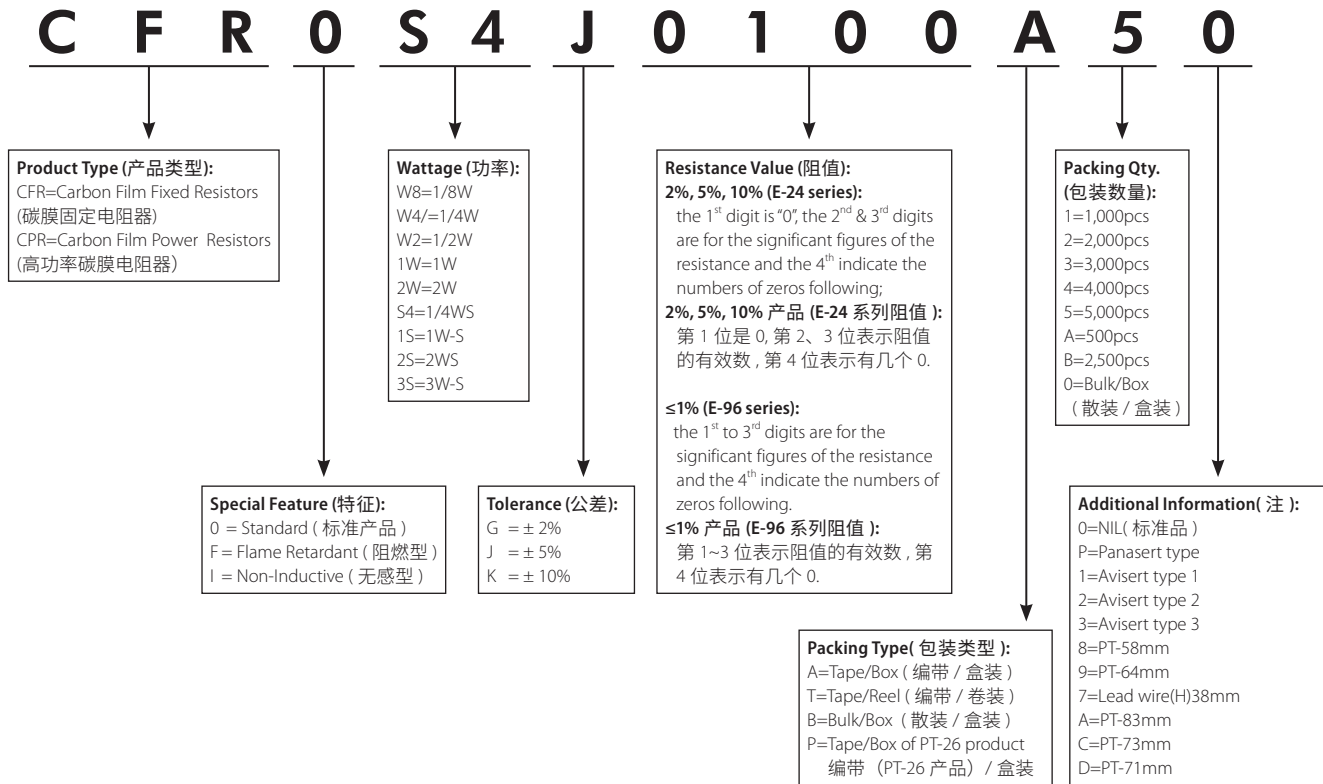 C F R 0 S 4 J 0 1 0 0 A 5 0
Product Type (产品类型):
CFR=Carbon Film Fixed Resistors
(碳膜固定电阻器)
CPR=Carbon Film Power Resistors
(高功率碳膜电阻器）
Wattage (功率):
W8=1/8W
W4/=1/4W
W2=1/2W
1W=1W
2W=2W
S4=1/4WS
1S=1W-S
2S=2WS
3S=3W-S
Resistance Value (阻值):
2%, 5%, 10% (E-24 series):
the 1st digit is “0”, the 2nd & 3rd digits
are for the significant figures of the
resistance and the 4th indicate the
numbers of zeros following;
2%, 5%, 10% 产品 (E-24 系列阻值 ):
第 1 位是 0, 第 2、3 位表示阻值
的有效数 , 第 4 位表示有几个 0.
≤1% (E-96 series):
the 1st to 3rd digits are for the
significant figures of the resistance
and the 4th indicate the numbers of
zeros following.
≤1% 产品 (E-96 系列阻值 ):
第 1~3 位表示阻值的有效数 , 第
4 位表示有几个 0.
Packing Qty.
(包装数量):
1=1,000pcs
2=2,000pcs
3=3,000pcs
4=4,000pcs
5=5,000pcs
A=500pcs
B=2,500pcs
0=Bulk/Box
( 散装 / 盒装 )
Special Feature (特征):
0 = Standard ( 标准产品 )
F = Flame Retardant ( 阻燃型 )
I = Non-Inductive ( 无感型 )
Tolerance (公差):
G = ± 2%
J = ± 5%
K = ± 10%
Packing Type( 包装类型 ):
A=Tape/Box ( 编带 / 盒装 )
T=Tape/Reel ( 编带 / 卷装 )
B=Bulk/Box ( 散装 / 盒装 )
P=Tape/Box of PT-26 product
编带（PT-26 产品）/ 盒装
Additional Information( 注 ):
0=NIL( 标准品 )
P=Panasert type
1=Avisert type 1
2=Avisert type 2
3=Avisert type 3
8=PT-58mm
9=PT-64mm
7=Lead wire(H)38mm
A=PT-83mm
C=PT-73mm
D=PT-71mm